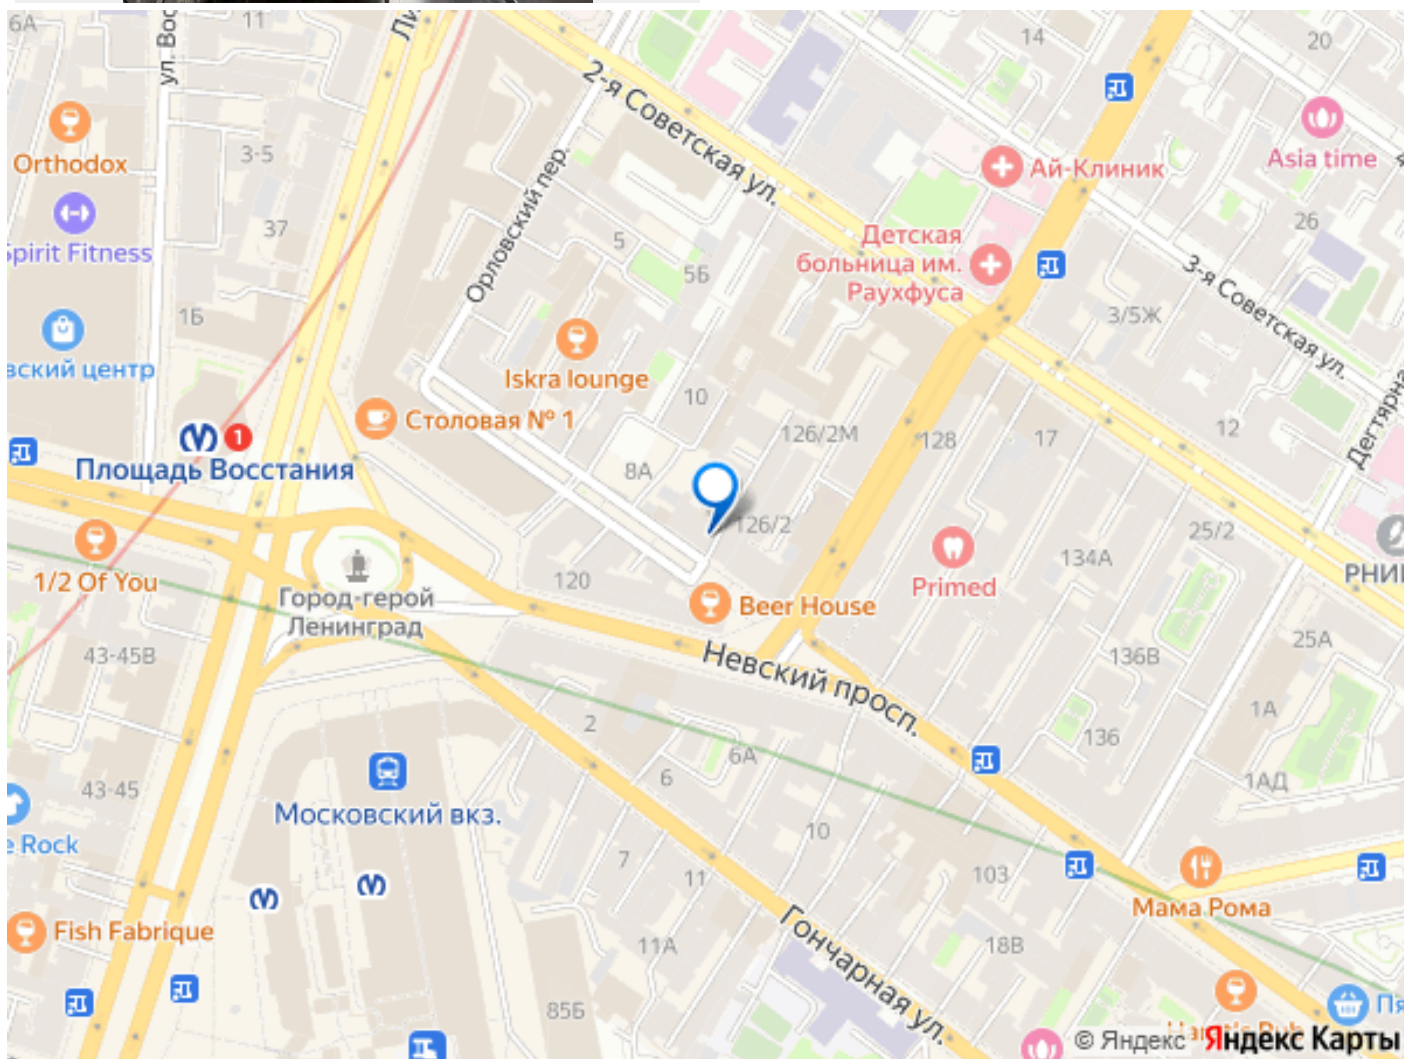 6А
11
14
20
ул. Вос
Ли
2-я Советская ул.
Orthodox
3-5
Орловский пер.
Ай-Клиник
Asia time
4
37
Spirit Fitness
5
5Б
Детская
больница им.
Раухфуса
26
3-я Советская ул.
1Б
3/5Ж
вский центр
Iskra lounge
10
Дегтярна
Столовая № 1
126/2М
128
17
12
1
Площадь Восстания
8А
126/2
25/2
1/2 Of You
Город-герой
Ленинград
120
Beer House
Primed
134А
РНИ
43-45В
Невский просп.
136В
25А
2
6А
136
1А
43-45
6
1АД
Московский вкз.
e Rock
10
7
11
103
Мама Рома
Fish Fabrique
11А
Гончарная ул.
18В
85Б
Пя
© Яндекс
Яндекс Карты